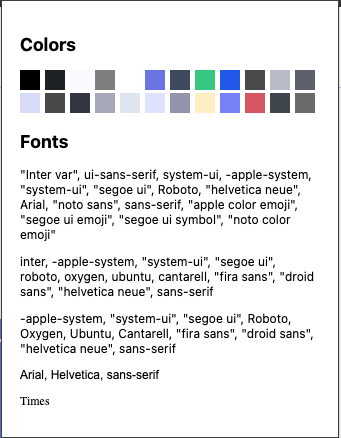 Colors
Fonts
"Inter var", ui-sans-serif, system-ui, -apple-system,
"system-ui", "segoe ui", Roboto, "helvetica neue",
Arial, "noto sans", sans-serif, "apple color emoji",
"segoe ui emoji", "segoe ui symbol", "noto color
emoji"
inter, -apple-system, "system-ui", "segoe ui",
roboto, oxygen, ubuntu, cantarell, "fira sans", "droid
sans", "helvetica neue", sans-serif
-apple-system, "system-ui", "segoe ui", Roboto,
Oxygen, Ubuntu, Cantarell, "fira sans", "droid sans",
"helvetica neue", sans-serif
Arial, Helvetica, sans-serif
Times